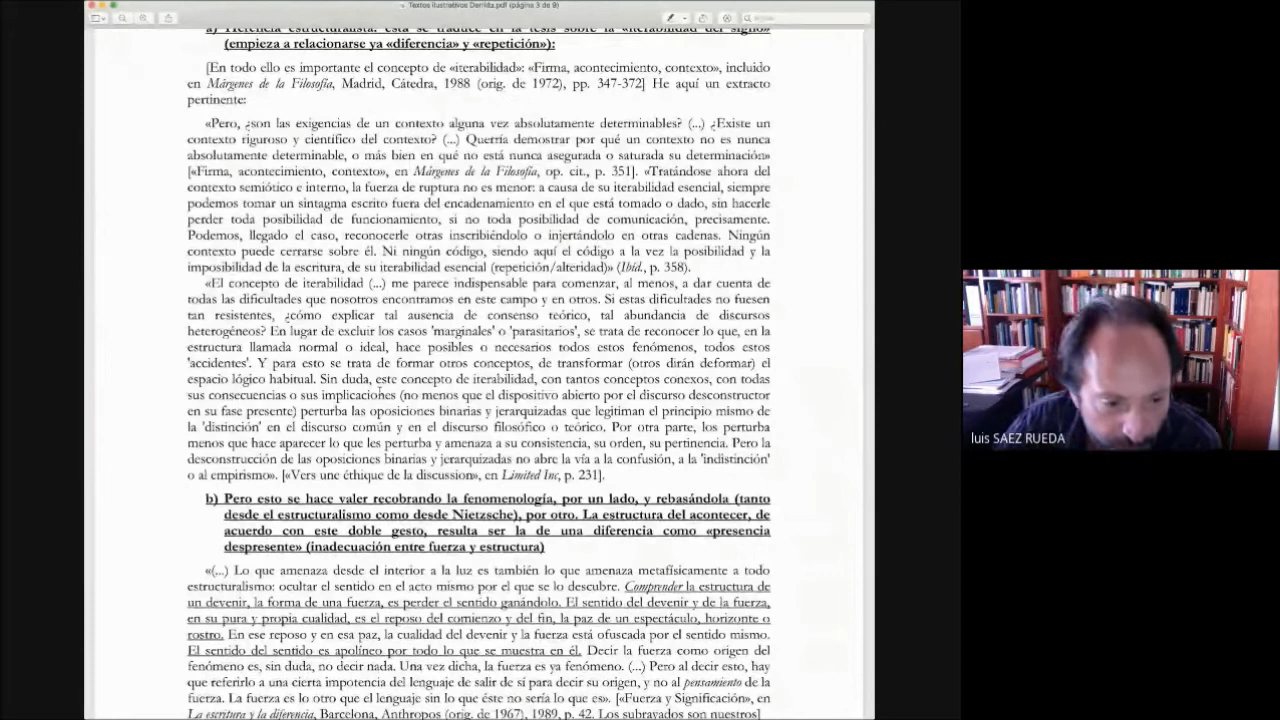 Textos ilustrativos Derrida.pdf (página 3 de 9)
a) Herencia estructuralista: ésta se traduce en la tesis sobre la «iterabilidad del signo»
(empieza a relacionarse ya «diferencia» y «repetición»):
[En todo ello es importante el concepto de «iterabilidad»: «Firma, acontecimiento, contexto», incluido
en Márgenes de la Filosofía, Madrid, Cátedra, 1988 (orig. de 1972), pp. 347-372] He aquí un extracto
pertinente:
«Pero, ¿son las exigencias de un contexto alguna vez absolutamente determinables? (...) ¿Existe un
contexto riguroso y científico del contexto? (...) Querría demostrar por qué un contexto no es nunca
absolutamente determinable, o más bien en qué no está nunca asegurada o saturada su determinación»
[«Firma, acontecimiento, contexto», en Márgenes de la Filosofía, op. cit., p. 351]. «Tratándose ahora del
contexto semiótico e interno, la fuerza de ruptura no es menor: a causa de su iterabilidad esencial, siempre
podemos tomar un sintagma escrito fuera del encadenamiento en el que está tomado o dado, sin hacerle
perder toda posibilidad de funcionamiento, si no toda posibilidad de comunicación, precisamente.
Podemos, llegado el caso, reconocerle otras inscribiéndolo o injertándolo en otras cadenas. Ningún
contexto puede cerrarse sobre él. Ni ningún código, siendo aquí el código a la vez la posibilidad y la
imposibilidad de la escritura, de su iterabilidad esencial (repetición/alteridad)» (Ibíd., p. 358).
«El concepto de iterabilidad (...) me parece indispensable para comenzar, al menos, a dar cuenta de
todas las dificultades que nosotros encontramos en este campo y en otros. Si estas dificultades no fuesen
tan resistentes, ¿cómo explicar tal ausencia de consenso teórico, tal abundancia de discursos
heterogéneos? En lugar de excluir los casos 'marginales' o 'parasitarios', se trata de reconocer lo que, en la
estructura llamada normal o ideal, hace posibles o necesarios todos estos fenómenos, todos estos
'accidentes'. Y para esto se trata de formar otros conceptos, de transformar (otros dirán deformar) el
espacio lógico habitual. Sin duda, este concepto de iterabilidad, con tantos conceptos conexos, con todas
sus consecuencias o sus implicaciones (no menos que el dispositivo abierto por el discurso desconstructor
en su fase presente) perturba las oposiciones binarias y jerarquizadas que legitiman el principio mismo de
la 'distinción' en el discurso común y en el discurso filosófico o teórico. Por otra parte, los perturba
menos que hace aparecer lo que les perturba y amenaza a su consistencia, su orden, su pertinencia. Pero la
desconstrucción de las oposiciones binarias y jerarquizadas no abre la vía a la confusión, a la 'indistinción'
o al empirismo». [«Vers une éthique de la discussion», en Limited Inc, p. 231].
b) Pero esto se hace valer recobrando la fenomenología, por un lado, y rebasándola (tanto
desde el estructuralismo como desde Nietzsche), por otro. La estructura del acontecer, de
acuerdo con este doble gesto, resulta ser la de una diferencia como «presencia
despresente» (inadecuación entre fuerza y estructura)
«(...) Lo que amenaza desde el interior a la luz es también lo que amenaza metafísicamente a todo
estructuralismo: ocultar el sentido en el acto mismo por el que se lo descubre. Comprender la estructura de
un devenir, la forma de una fuerza, es perder el sentido ganándolo. El sentido del devenir y de la fuerza,
en su pura y propia cualidad, es el reposo del comienzo y del fin, la paz de un espectáculo, horizonte o
rostro. En ese reposo y en esa paz, la cualidad del devenir y la fuerza está ofuscada por el sentido mismo.
El sentido del sentido es apolíneo por todo lo que se muestra en él. Decir la fuerza como origen del
fenómeno es, sin duda, no decir nada. Una vez dicha, la fuerza es ya fenómeno. (...) Pero al decir esto, hay
que referirlo a una cierta impotencia del lenguaje de salir de sí para decir su origen, y no al pensamiento de la
fuerza. La fuerza es lo otro que el lenguaje sin lo que éste no sería lo que es». [«Fuerza y Significación», en
La escritura y la diferencia, Barcelona, Anthropos (orig. de 1967), 1989, p. 42. Los subrayados son nuestros]
luis SAEZ RUEDA